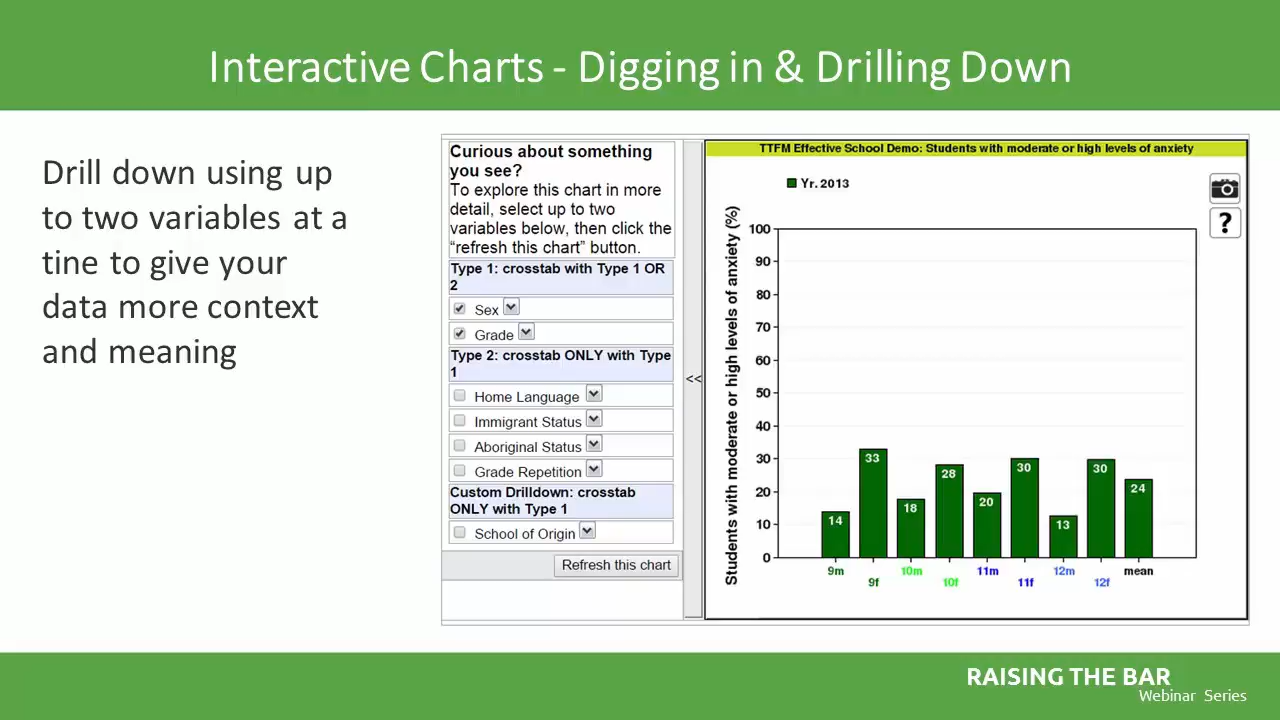 Interactive Charts - Digging in & Drilling Down
Drill down using up
to two variables at a
tine to give your
data more context
and meaning
Curious about something
you see?
To explore this chart in more
detail, select up to two
variables below, then click the
“refresh this chart” button.
Type 1: crosstab with Type 1 OR
2
Sex
Grade
Type 2: crosstab ONLY with Type
1
Home Language
Immigrant Status
Aboriginal Status
Grade Repetition
Custom Drilldown: crosstab
ONLY with Type 1
School of Origin
Refresh this chart
<<
TTFM Effective School Demo: Students with moderate or high levels of anxiety
Yr. 2013
?
Students with moderate or high levels of anxiety (%)
100
90
80
70
60
50
40
30
20
10
0
14
33
18
28
20
30
13
30
24
9m
9f
10m
10f
11m
11f
12m
12f
mean
RAISING THE BAR
Webinar Series